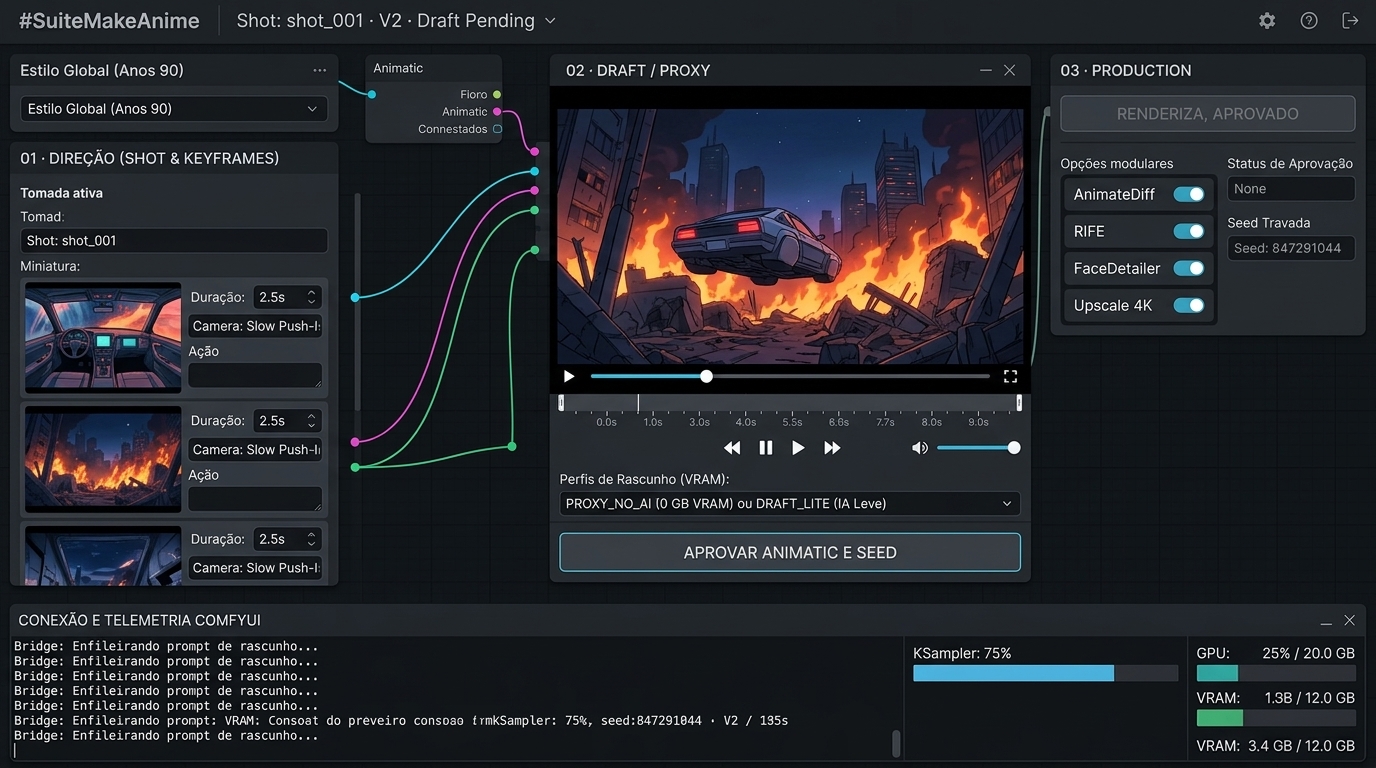 #SuiteMakeAnime
Shot: shot_001 · V2 · Draft Pending
Estilo Global (Anos 90)
Estilo Global (Anos 90)
01 · DIREÇÃO (SHOT & KEYFRAMES)
Tomada ativa
Tomad:
Shot: shot_001
Miniatura:
Duração: 2.5s
Camera: Slow Push-I
Ação
Duração: 2.5s
Camera: Slow Push-I
Ação
Duração: 2.5s
Camera: Slow Push-I
Animatic
Floro
Animatic
Connestados
02 · DRAFT / PROXY
0.0s 1.0s 3.0s 4.0s 5.5s 6.6s 7.7s 8.0s 9.0s
Perfis de Rascunho (VRAM):
PROXY_NO_AI (0 GB VRAM) ou DRAFT_LITE (IA Leve)
APROVAR ANIMATIC E SEED
03 · PRODUCTION
RENDERIZA, APROVADO
Opções modulares
AnimateDiff
RIFE
FaceDetailer
Upscale 4K
Status de Aprovação
None
Seed Travada
Seed: 847291044
CONEXÃO E TELEMETRIA COMFYUI
Bridge: Enfileirando prompt de rascunho...
Bridge: Enfileirando prompt de rascunho...
Bridge: Enfileirando prompt de rascunho...
Bridge: Enfileirando prompt de rascunho...
Bridge: Enfileirando prompt de rascunho...
Bridge: Enfileirando prompt: VRAM: Consoat do preveiro consoao KSampler: 75%, seed:847291044 · V2 / 135s
Bridge: Enfileirando prompt de rascunho...
KSampler: 75%
GPU: 25% / 20.0 GB
VRAM: 1.3B / 12.0 GB
VRAM: 3.4 GB / 12.0 GB